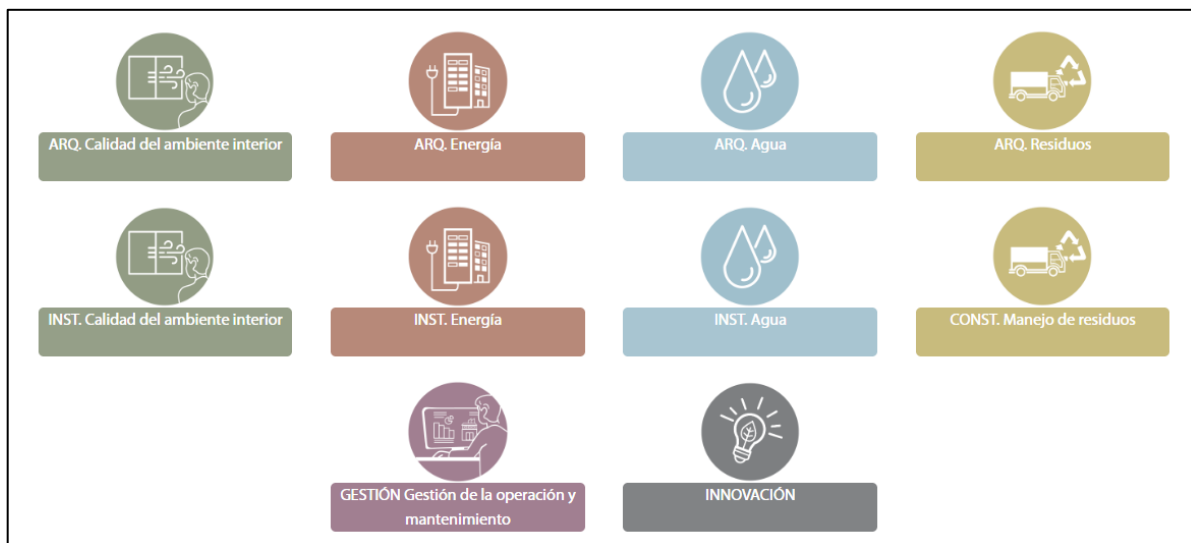 ARQ. Calidad del ambiente interior
ARQ. Energía
ARQ. Agua
ARQ. Residuos
INST. Calidad del ambiente interior
INST. Energía
INST. Agua
CONST. Manejo de residuos
GESTIÓN Gestión de la operación y
mantenimiento
INNOVACIÓN